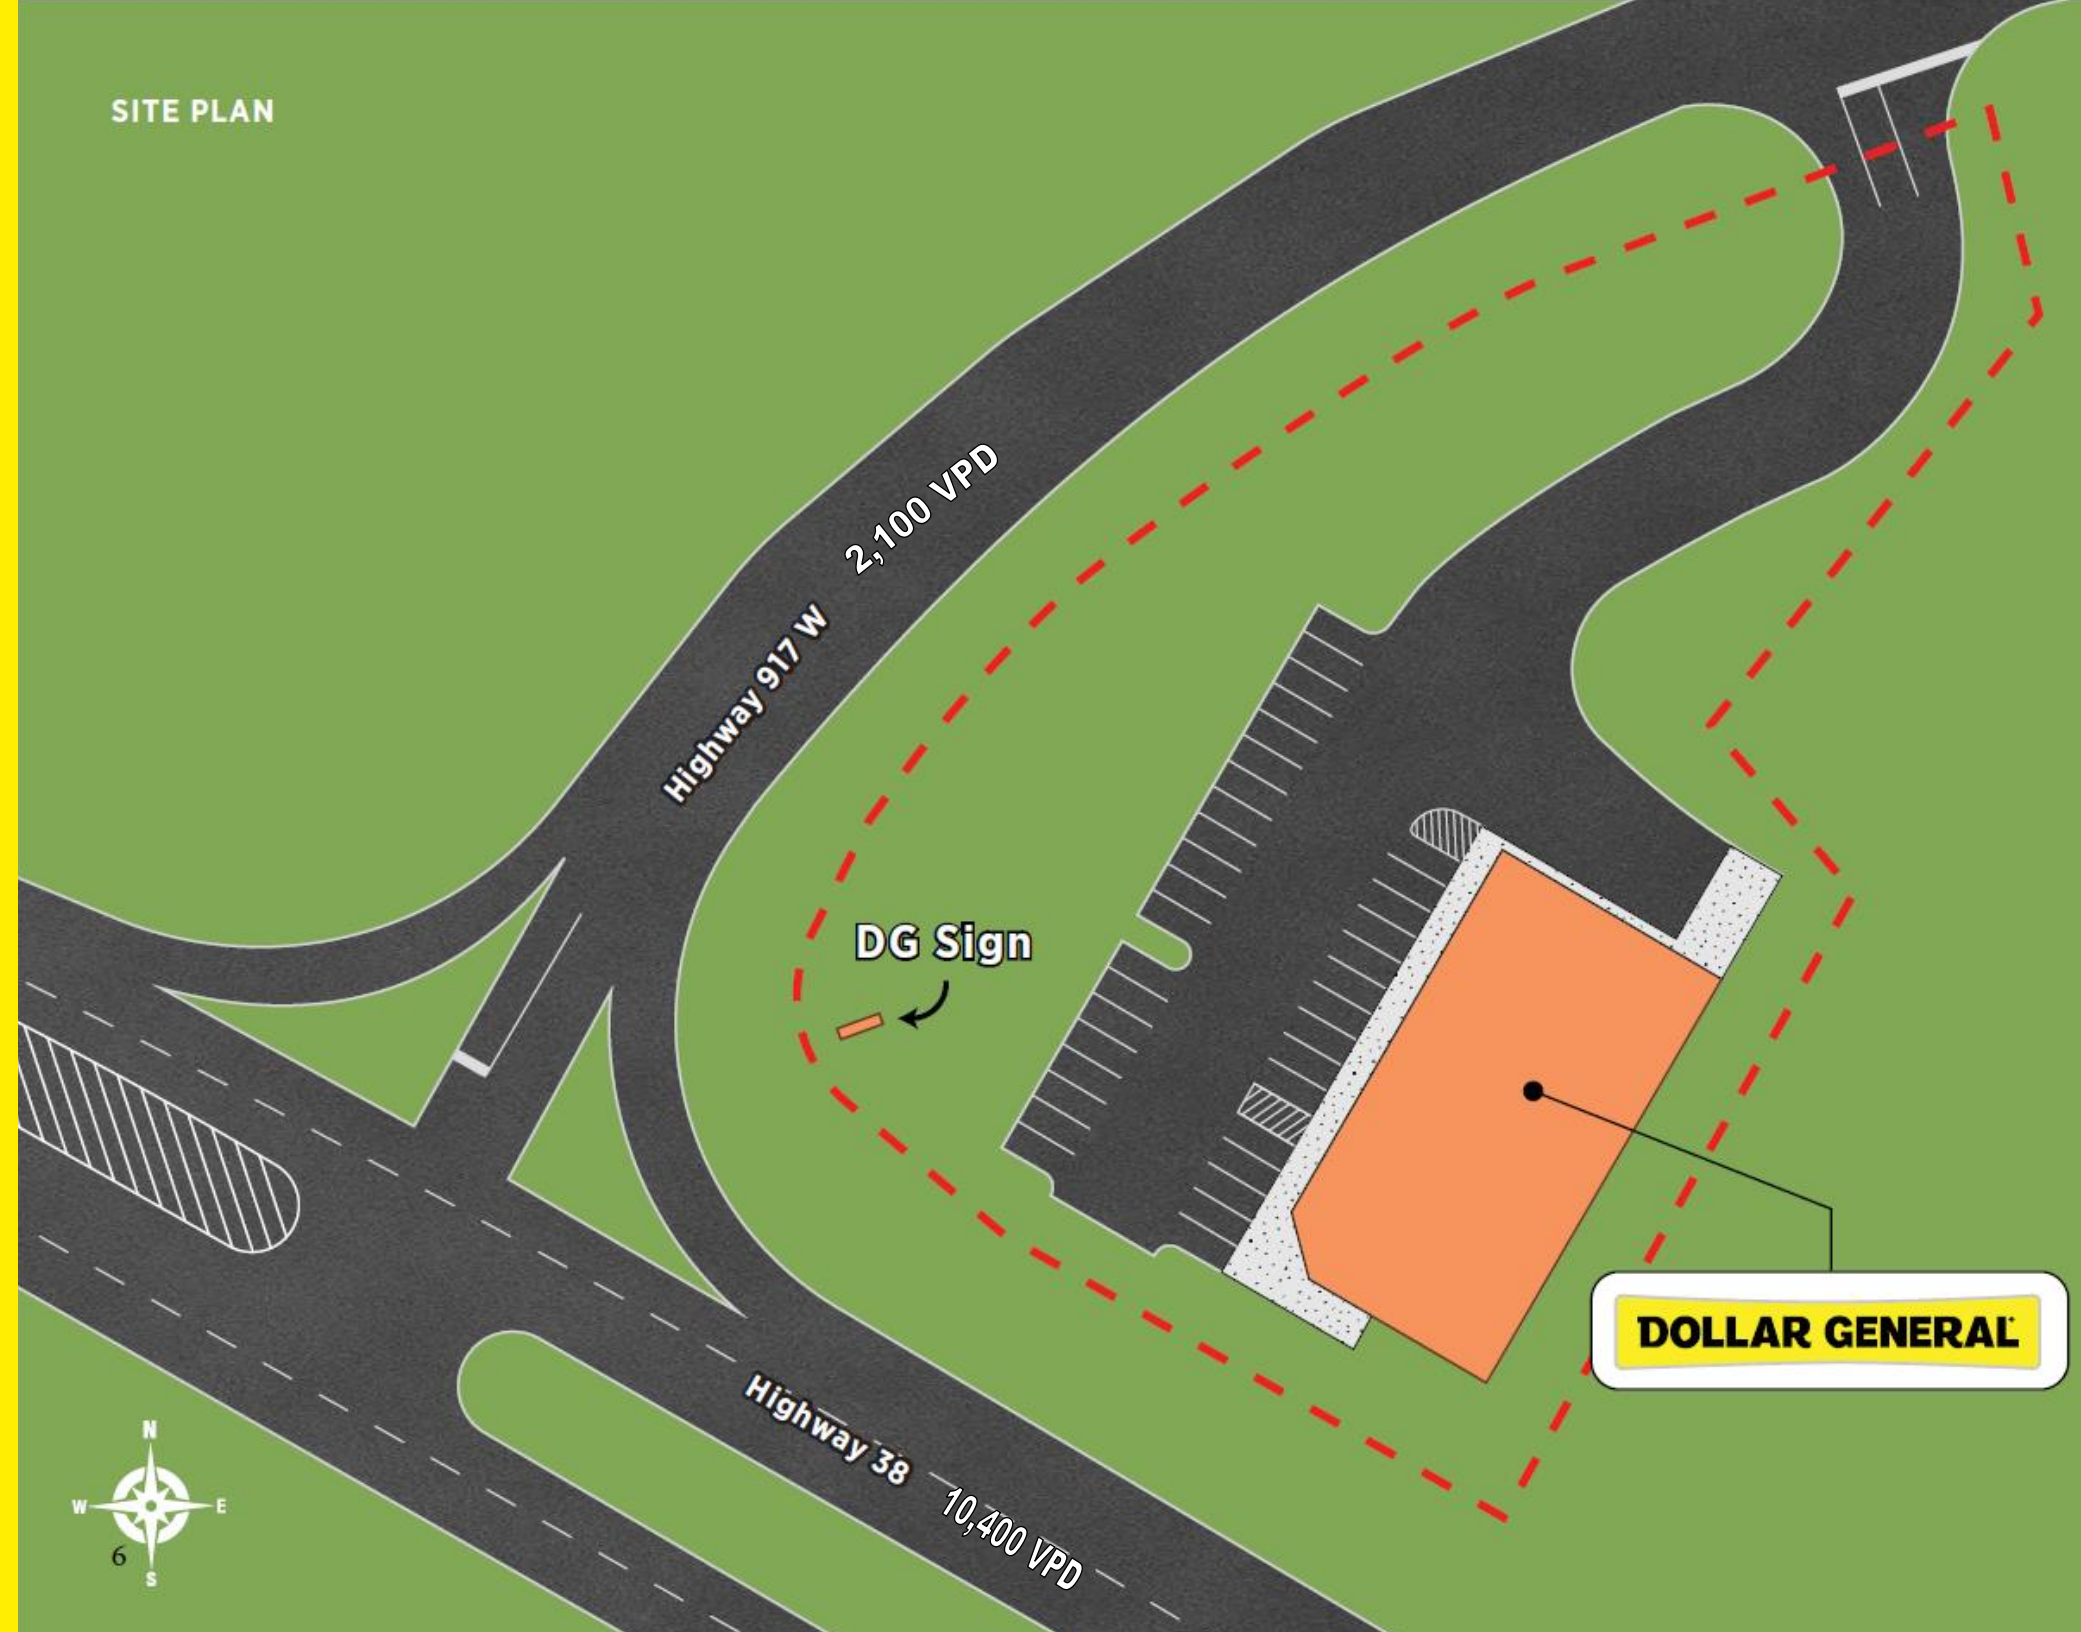 SITE PLAN
2,100 VPD
Highway 917 W
DG Sign
DOLLAR GENERAL
Highway 38
10,400 VPD
N
W
E
S
6